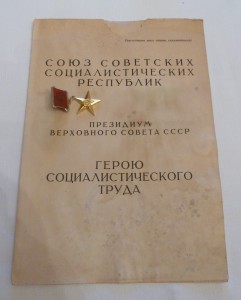 СОЮЗ СОВЕТСКИХ
СОЦИАЛИСТИЧЕСКИХ
РЕСПУБЛИК
ПРЕЗИДИУМ
ВЕРХОВНОГО СОВЕТА СССР
ГЕРОЮ
СОЦИАЛИСТИЧЕСКОГО
ТРУДА